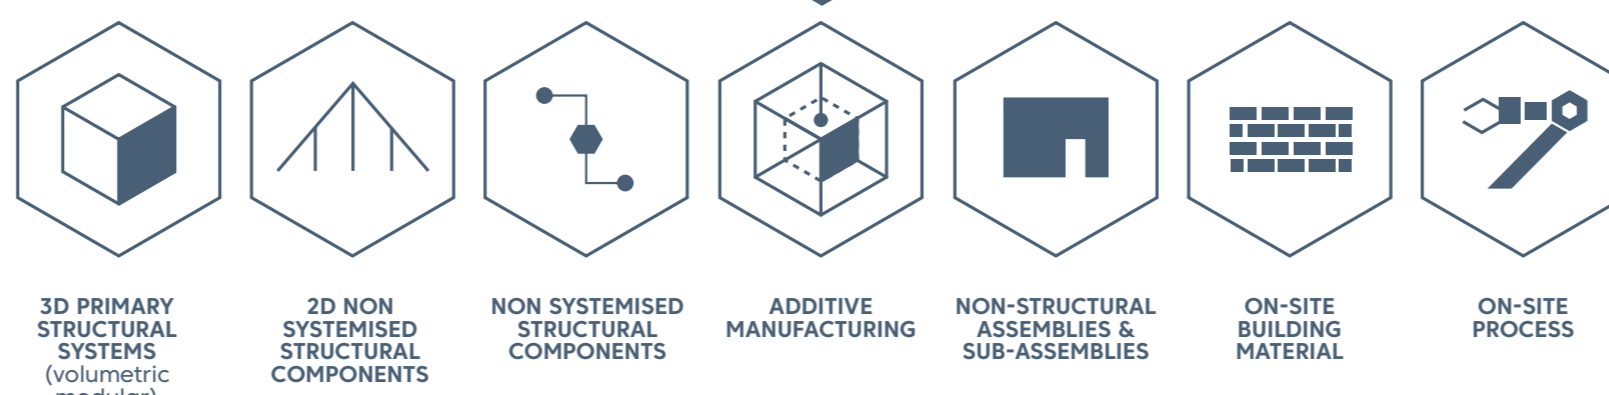 3D PRIMARY
STRUCTURAL
SYSTEMS
(volumetric
modular)
2D NON
SYSTEMISED
STRUCTURAL
COMPONENTS
NON SYSTEMISED
STRUCTURAL
COMPONENTS
ADDITIVE
MANUFACTURING
NON-STRUCTURAL
ASSEMBLIES &
SUB-ASSEMBLIES
ON-SITE
BUILDING
MATERIAL
ON-SITE
PROCESS